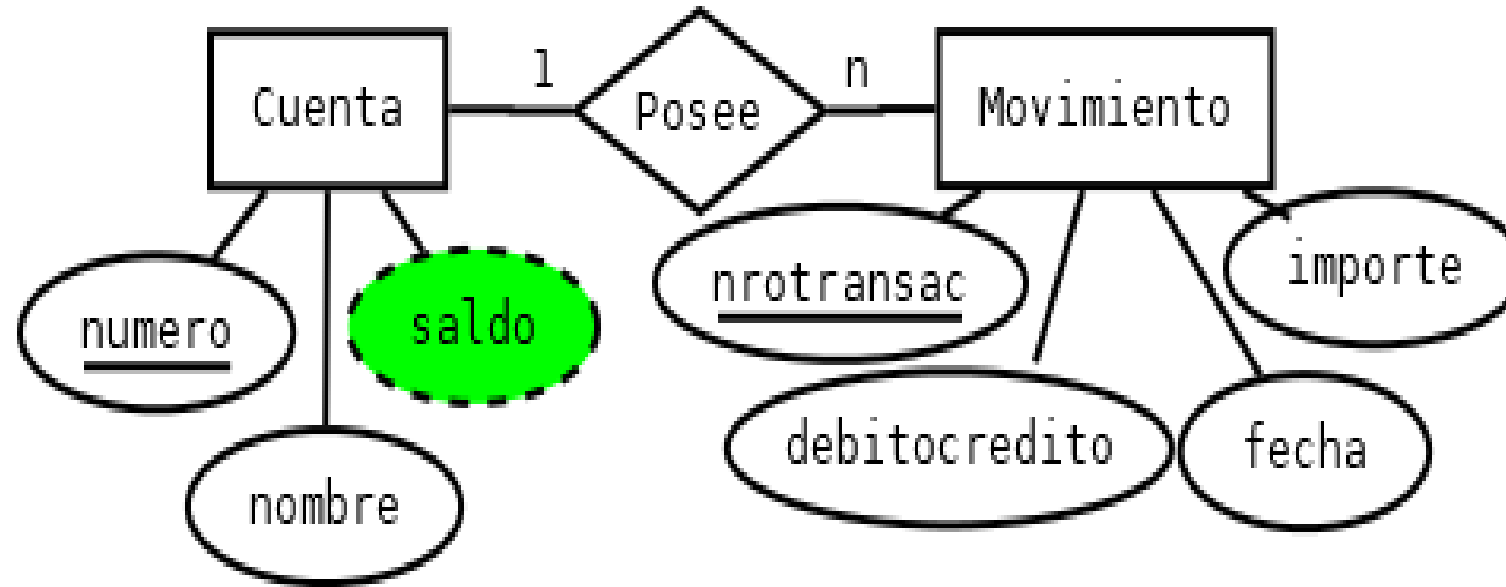 Cuenta
1
Posee
n
Movimiento
numero
saldo
nombre
nrotransac
importe
debitocredito
fecha